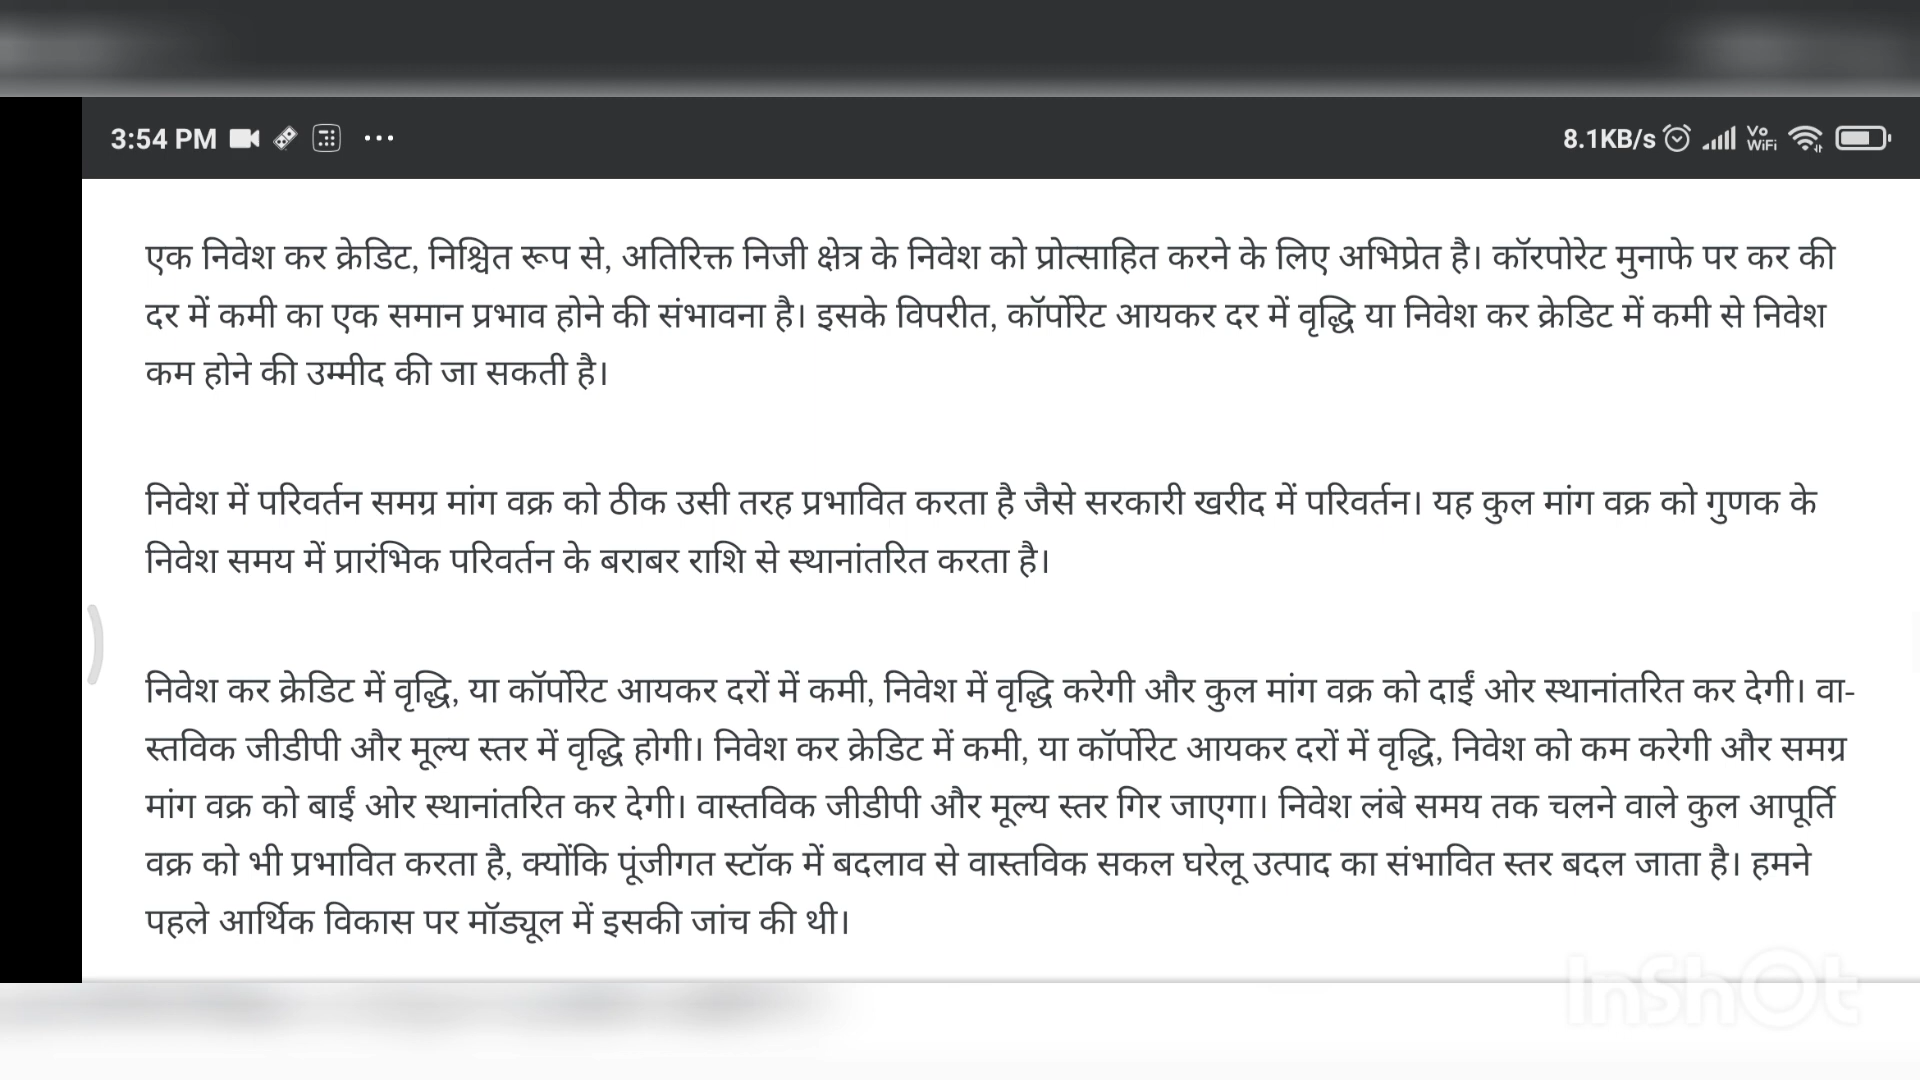 3:54 PM
8.1KB/s Vo WiFi
एक निवेश कर क्रेडिट, निश्चित रूप से, अतिरिक्त निजी क्षेत्र के निवेश को प्रोत्साहित करने के लिए अभिप्रेत है। कॉरपोरेट मुनाफे पर कर की
दर में कमी का एक समान प्रभाव होने की संभावना है। इसके विपरीत, कॉर्पोरेट आयकर दर में वृद्धि या निवेश कर क्रेडिट में कमी से निवेश
कम होने की उम्मीद की जा सकती है।
निवेश में परिवर्तन समग्र मांग वक्र को ठीक उसी तरह प्रभावित करता है जैसे सरकारी खरीद में परिवर्तन। यह कुल मांग वक्र को गुणक के
निवेश समय में प्रारंभिक परिवर्तन के बराबर राशि से स्थानांतरित करता है।
निवेश कर क्रेडिट में वृद्धि, या कॉर्पोरेट आयकर दरों में कमी, निवेश में वृद्धि करेगी और कुल मांग वक्र को दाईं ओर स्थानांतरित कर देगी। वा-
स्तविक जीडीपी और मूल्य स्तर में वृद्धि होगी। निवेश कर क्रेडिट में कमी, या कॉर्पोरेट आयकर दरों में वृद्धि, निवेश को कम करेगी और समग्र
मांग वक्र को बाईं ओर स्थानांतरित कर देगी। वास्तविक जीडीपी और मूल्य स्तर गिर जाएगा। निवेश लंबे समय तक चलने वाले कुल आपूर्ति
वक्र को भी प्रभावित करता है, क्योंकि पूंजीगत स्टॉक में बदलाव से वास्तविक सकल घरेलू उत्पाद का संभावित स्तर बदल जाता है। हमने
पहले आर्थिक विकास पर मॉड्यूल में इसकी जांच की थी।
InShOt